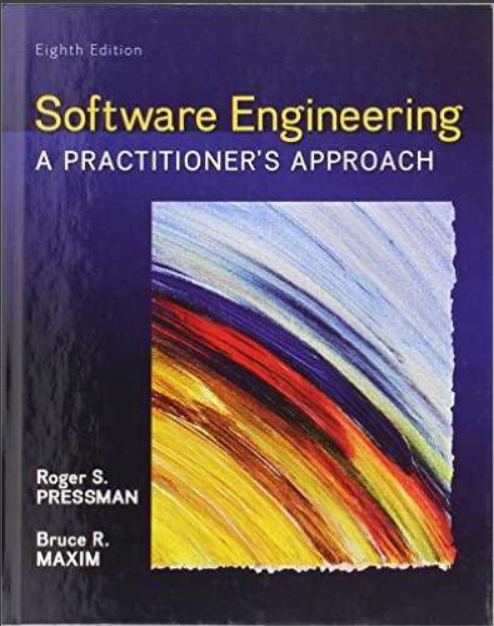 Eighth Edition
Software Engineering
A PRACTITIONER'S APPROACH
Roger S.
PRESSMAN
Bruce R.
MAXIM